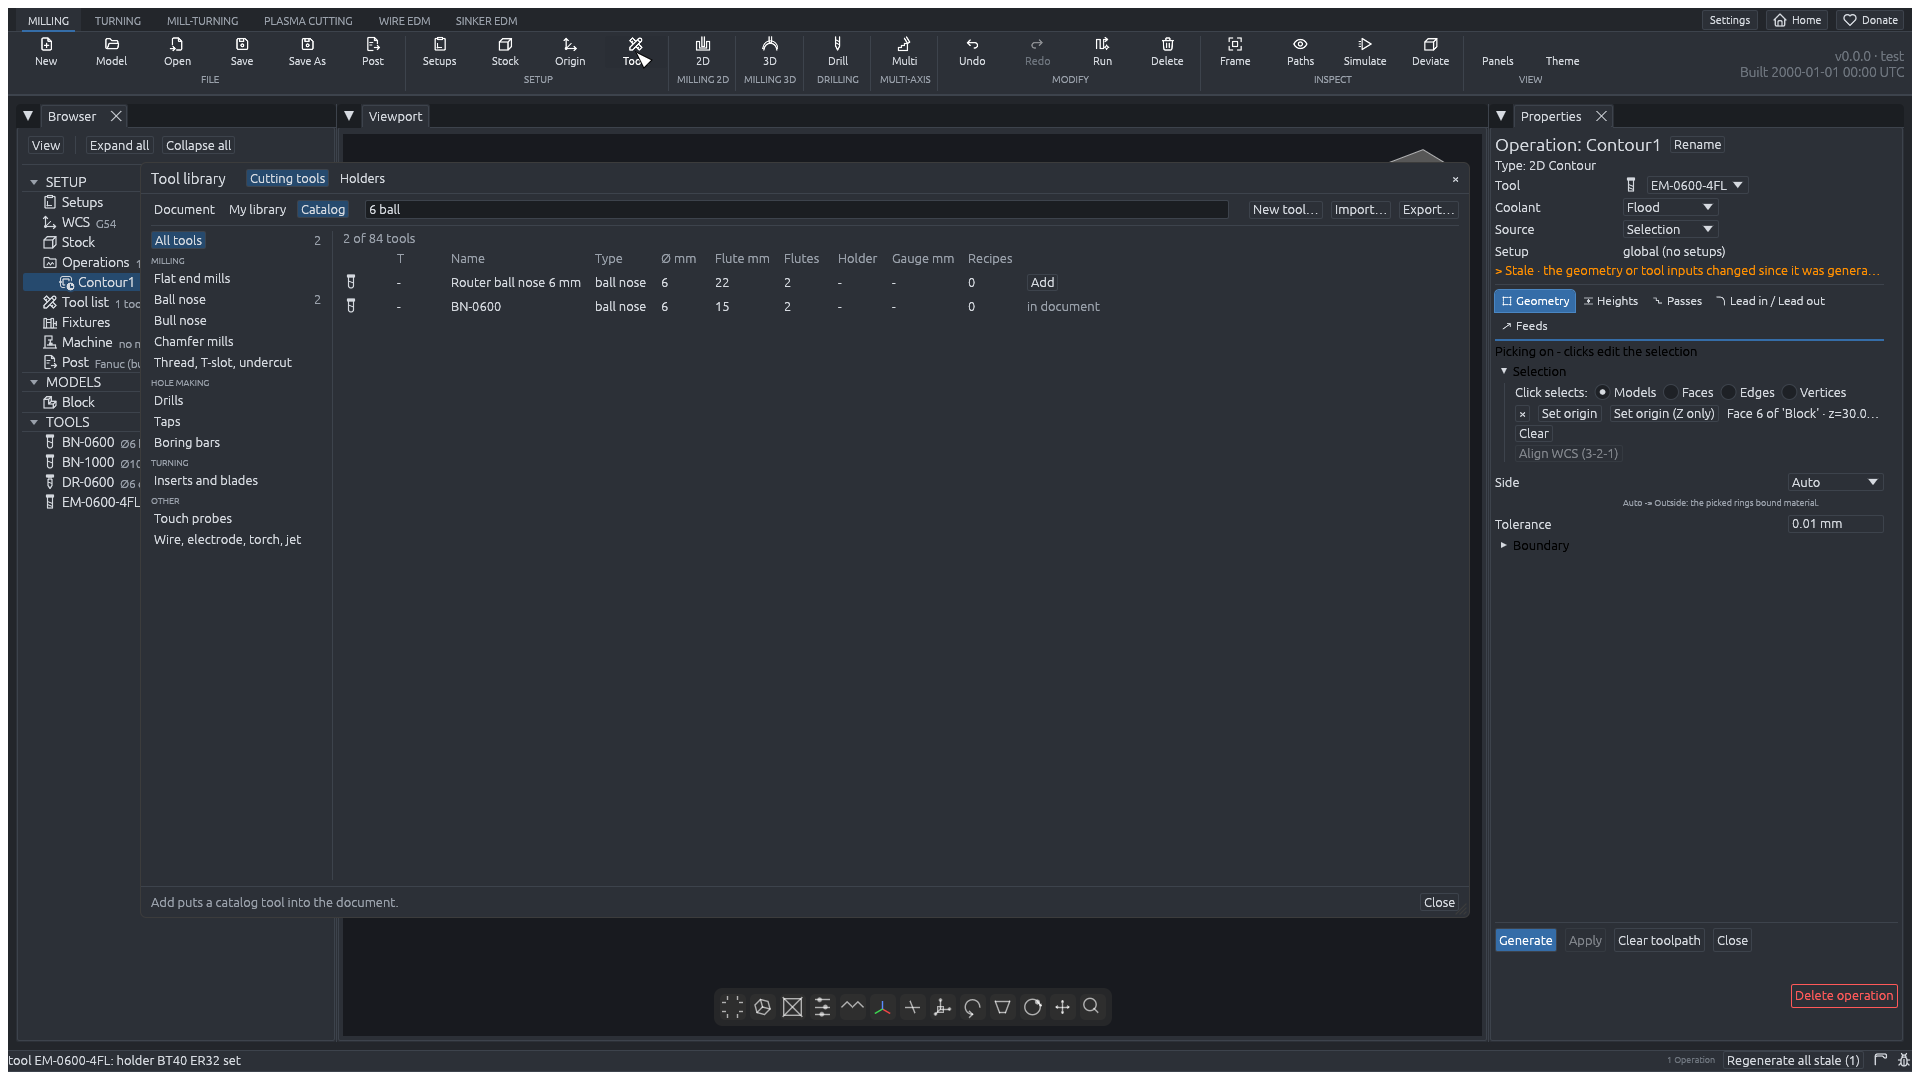 MILLING TURNING MILL-TURNING PLASMA CUTTING WIRE EDM SINKER EDM Settings Home Donate
New Model Open Save Save As Post Setups Stock Origin 2D 3D Drill Multi Undo Redo Run Delete Frame Paths Simulate Deviate Panels Theme
FILE SETUP MILLING 2D MILLING 3D DRILLING MULTI-AXIS MODIFY INSPECT VIEW
v0.0.0 · test
Built 2000-01-01 00:00 UTC
Browser
View Expand all Collapse all
SETUP
Setups
WCS G54
Stock
Operations 1
Contour1
Tool list 1 too
Fixtures
Machine no m
Post Fanuc (bu
MODELS
Block
TOOLS
BN-0600 Ø6
BN-1000 Ø10
DR-0600 Ø6
EM-0600-4FL
Viewport
Tool library Cutting tools Holders ×
Document My library Catalog 6 ball New tool... Import... Export...
All tools 2
MILLING
Flat end mills
Ball nose 2
Bull nose
Chamfer mills
Thread, T-slot, undercut
HOLE MAKING
Drills
Taps
Boring bars
TURNING
Inserts and blades
OTHER
Touch probes
Wire, electrode, torch, jet
2 of 84 tools
T Name Type Ø mm Flute mm Flutes Holder Gauge mm Recipes
- Router ball nose 6 mm ball nose 6 22 2 - - 0 Add
- BN-0600 ball nose 6 15 2 - - 0 in document
Add puts a catalog tool into the document. Close
Properties
Operation: Contour1 Rename
Type: 2D Contour
Tool EM-0600-4FL
Coolant Flood
Source Selection
Setup global (no setups)
> Stale · the geometry or tool inputs changed since it was genera...
Geometry Heights Passes Lead in / Lead out
Feeds
Picking on - clicks edit the selection
Selection
Click selects: Models Faces Edges Vertices
× Set origin Set origin (Z only) Face 6 of 'Block' · z=30.0...
Clear
Align WCS (3-2-1)
Side Auto
Auto -> Outside: the picked rings bound material.
Tolerance 0.01 mm
Boundary
Generate Apply Clear toolpath Close
Delete operation
tool EM-0600-4FL: holder BT40 ER32 set
1 Operation Regenerate all stale (1)